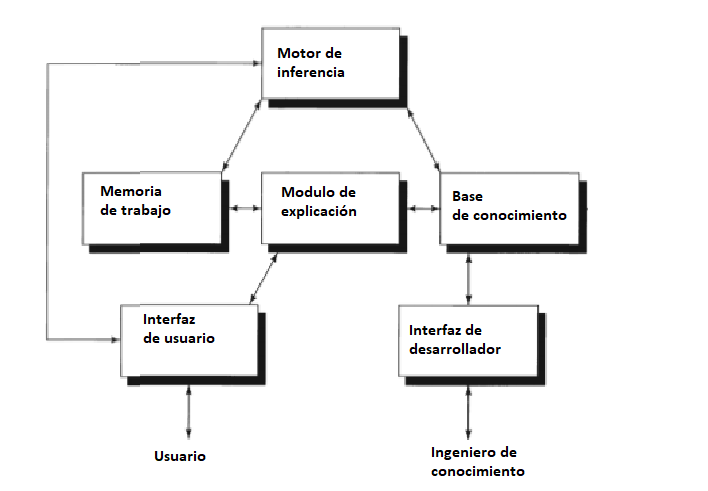 Motor de
inferencia
Memoria
de trabajo
Modulo de
explicación
Base
de conocimiento
Interfaz
de usuario
Interfaz de
desarrollador
Usuario
Ingeniero de
conocimiento